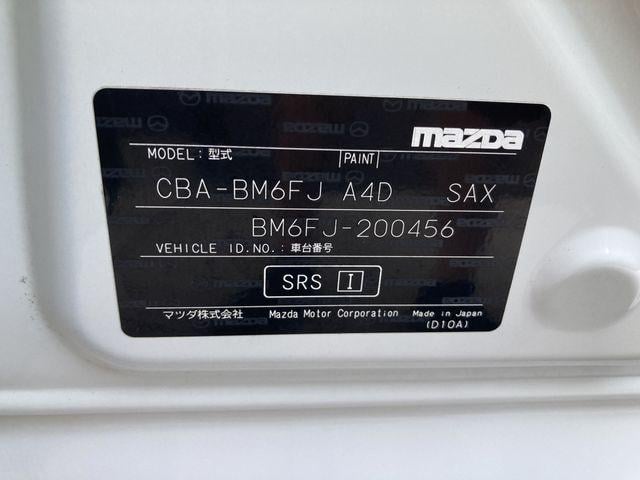 mazda
MODEL: 型式 PAINT
CBA-BM6FJ A4D SAX
BM6FJ-200456
VEHICLE ID.NO.: 車台番号
SRS I
マツダ株式会社 Mazda Motor Corporation Made in Japan
(D10A)